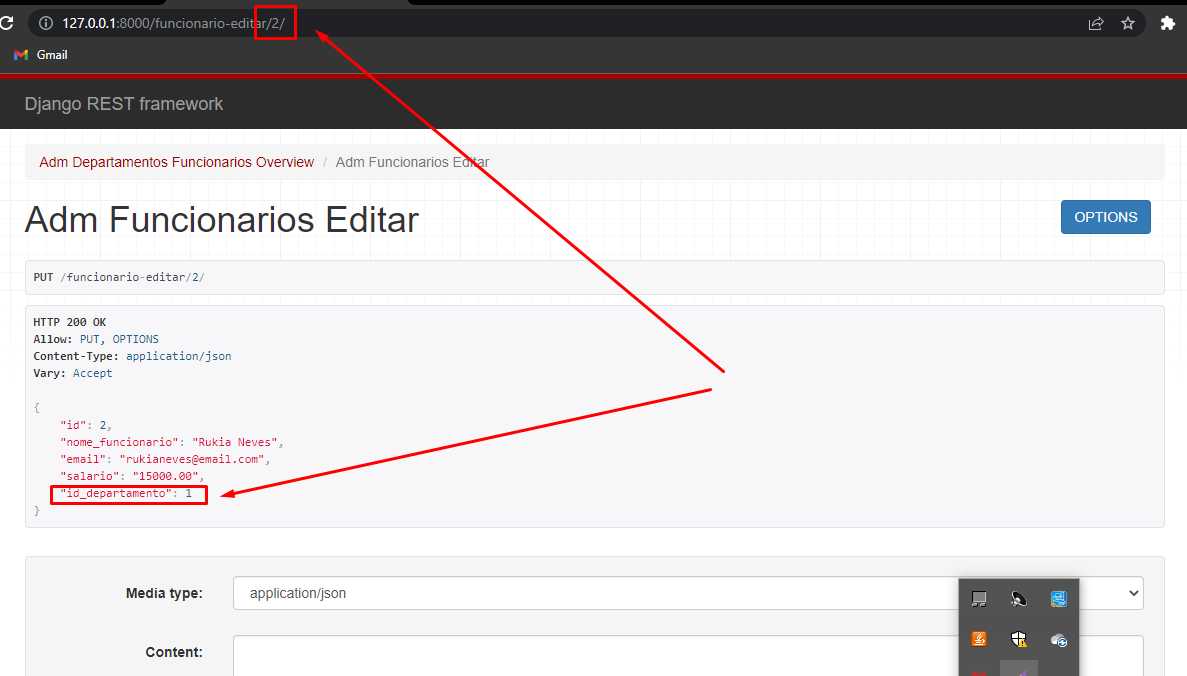 127.0.0.1:8000/funcionario-editar/2/
Gmail
Django REST framework
Adm Departamentos Funcionarios Overview / Adm Funcionarios Editar
Adm Funcionarios Editar
OPTIONS
PUT /funcionario-editar/2/
HTTP 200 OK
Allow: PUT, OPTIONS
Content-Type: application/json
Vary: Accept
{
"id": 2,
"nome_funcionario": "Rukia Neves",
"email": "rukianeves@email.com",
"salario": "15000.00",
"id_departamento": 1
}
Media type:
application/json
Content: